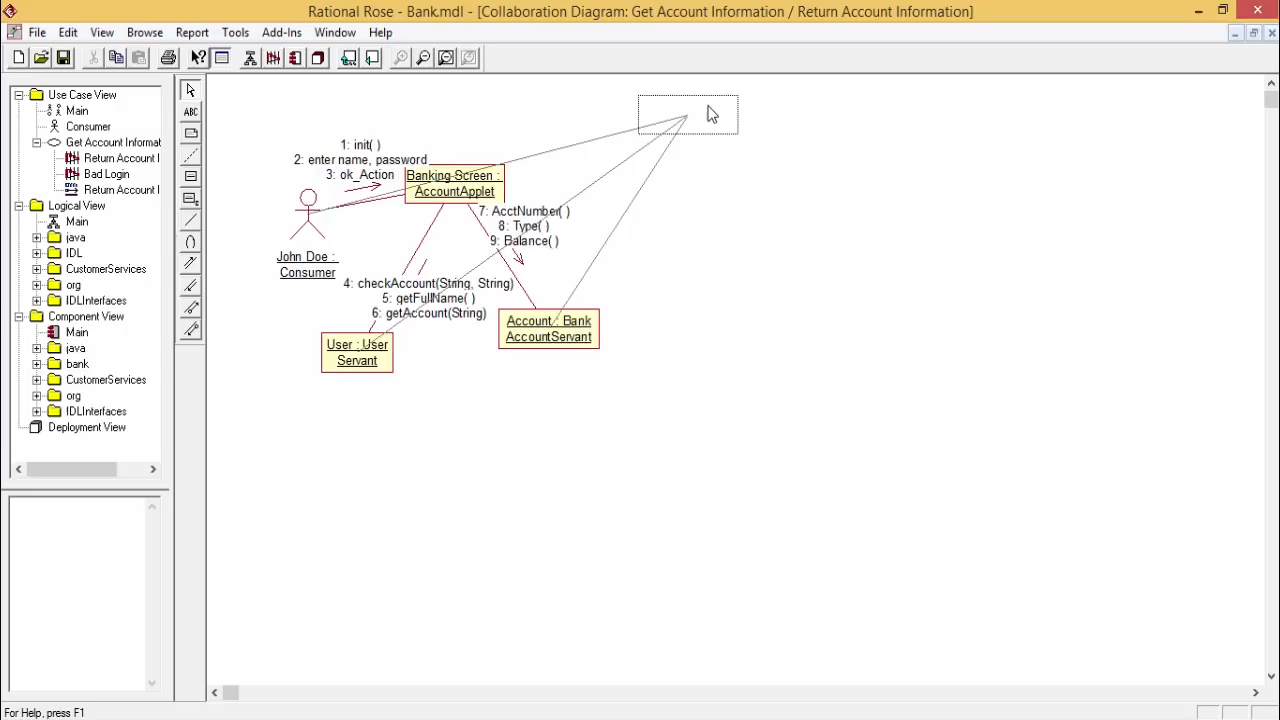 Rational Rose - Bank.mdl - [Collaboration Diagram: Get Account Information / Return Account Information]
File Edit View Browse Report Tools Add-Ins Window Help
Use Case View
Main
Consumer
Get Account Informat
Return Account I
Bad Login
Return Account I
Logical View
Main
java
IDL
CustomerServices
org
IDLInterfaces
Component View
Main
java
bank
CustomerServices
org
IDLInterfaces
Deployment View
ABC
1: init( )
2: enter name, password
3: ok_Action
Banking Screen :
AccountApplet
John Doe :
Consumer
7: AcctNumber( )
8: Type( )
9: Balance( )
4: checkAccount(String, String)
5: getFullName( )
6: getAccount(String)
User : User
Servant
Account : Bank
AccountServant
For Help, press F1